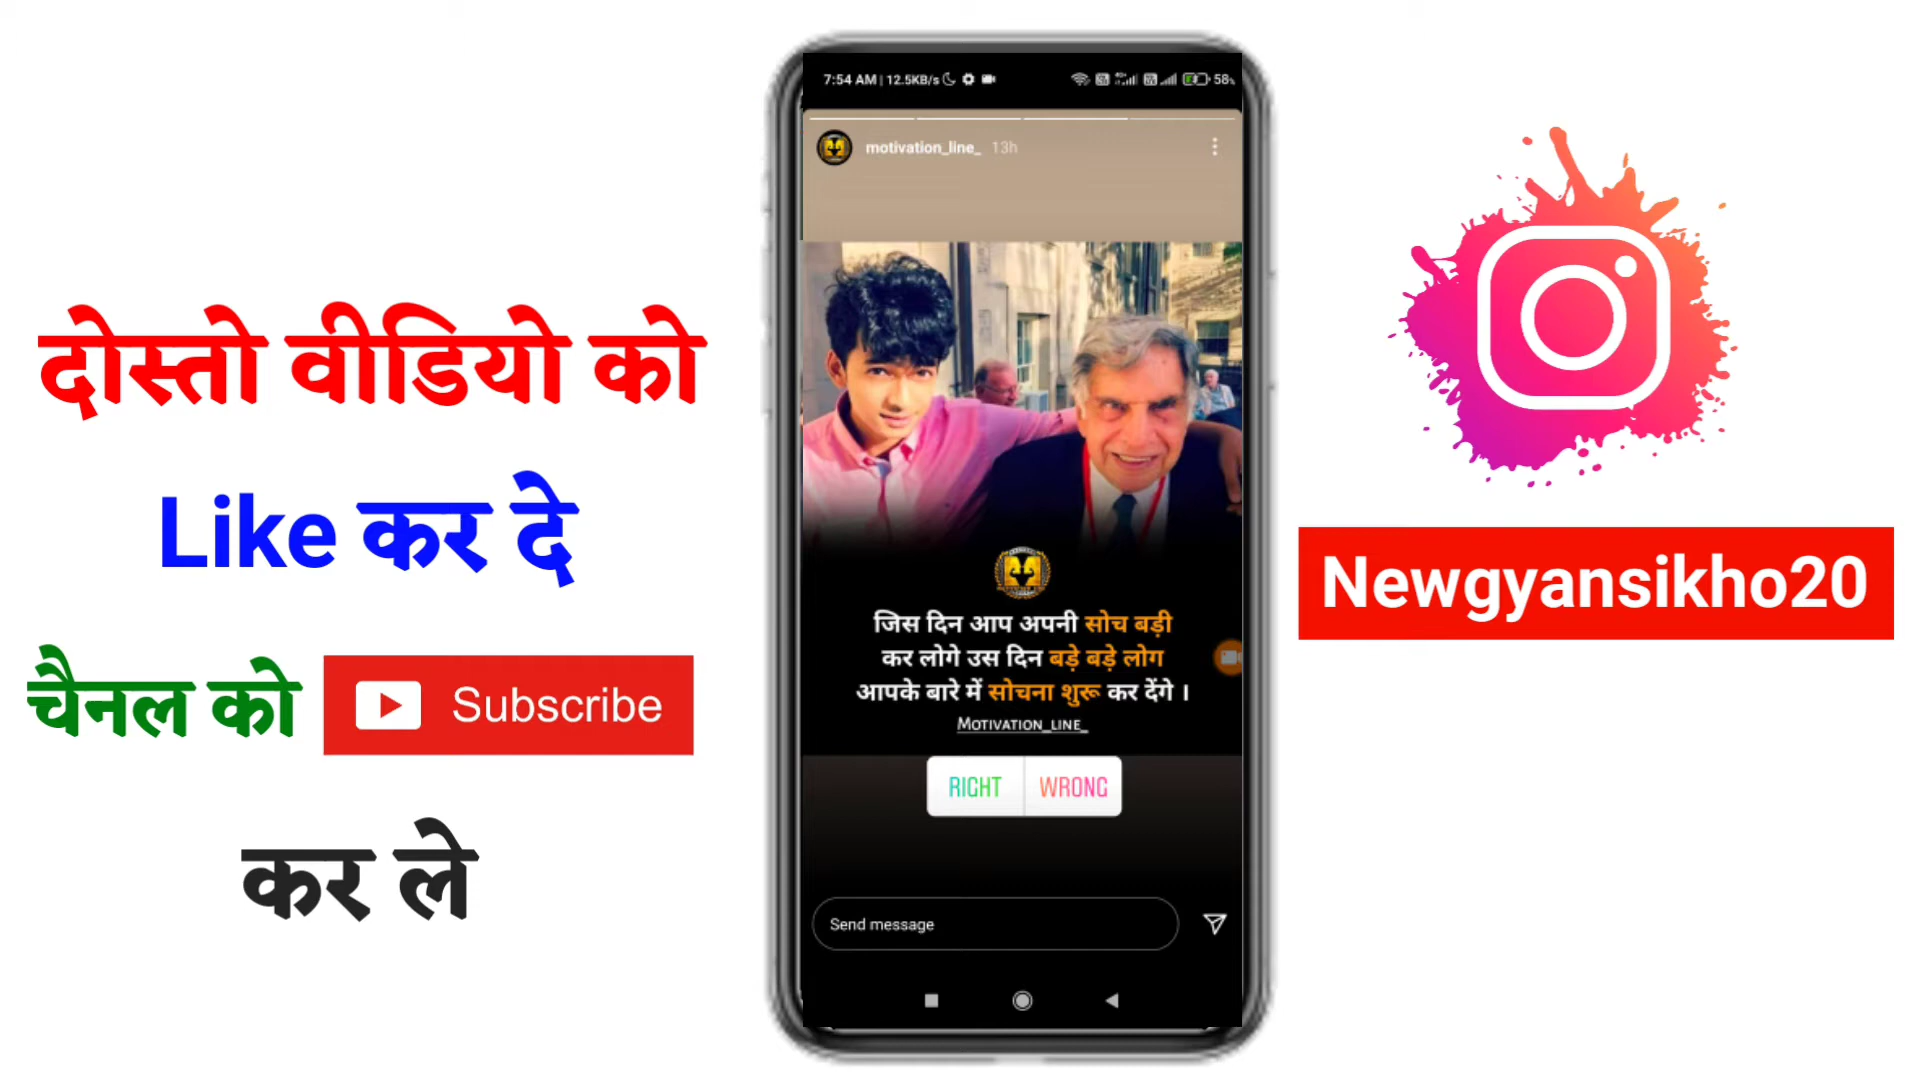 दोस्तो वीडियो को
Like कर दे
चैनल को Subscribe
कर ले
7:54 AM | 12.5KB/s
58%
motivation_line_ 13h
जिस दिन आप अपनी सोच बड़ी
कर लोगे उस दिन बड़े बड़े लोग
आपके बारे में सोचना शुरू कर देंगे ।
MOTIVATION_LINE_
RIGHT WRONG
Send message
Newgyansikho20